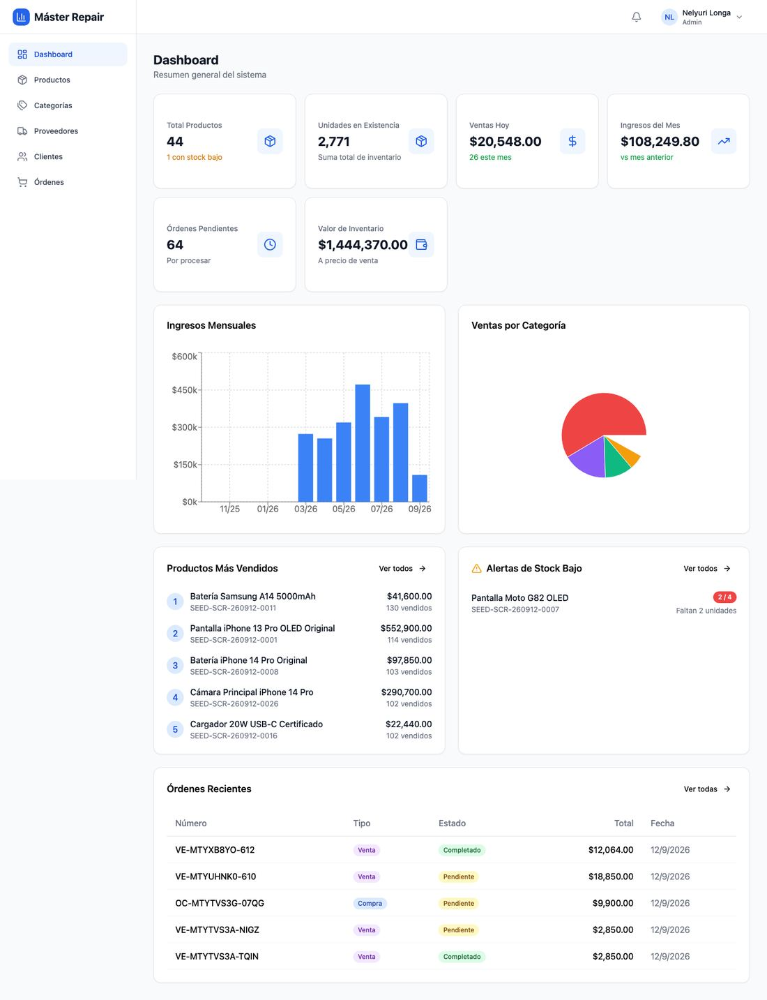 Máster Repair
NL
Nelyuri Longa
Admin
Dashboard
Productos
Categorías
Proveedores
Clientes
Órdenes
Dashboard
Resumen general del sistema
Total Productos
44
1 con stock bajo
Unidades en Existencia
2,771
Suma total de inventario
Ventas Hoy
$20,548.00
26 este mes
Ingresos del Mes
$108,249.80
vs mes anterior
Órdenes Pendientes
64
Por procesar
Valor de Inventario
$1,444,370.00
A precio de venta
Ingresos Mensuales
$600k
$450k
$300k
$150k
$0k
11/25 01/26 03/26 05/26 07/26 09/26
Ventas por Categoría
Productos Más Vendidos
Ver todos
1 Batería Samsung A14 5000mAh $41,600.00
SEED-SCR-260912-0011 130 vendidos
2 Pantalla iPhone 13 Pro OLED Original $552,900.00
SEED-SCR-260912-0001 114 vendidos
3 Batería iPhone 14 Pro Original $97,850.00
SEED-SCR-260912-0008 103 vendidos
4 Cámara Principal iPhone 14 Pro $290,700.00
SEED-SCR-260912-0026 102 vendidos
5 Cargador 20W USB-C Certificado $22,440.00
SEED-SCR-260912-0016 102 vendidos
Alertas de Stock Bajo
Ver todos
Pantalla Moto G82 OLED 2 / 4
SEED-SCR-260912-0007 Faltan 2 unidades
Órdenes Recientes
Ver todas
Número Tipo Estado Total Fecha
VE-MTYXB8YO-612 Venta Completado $12,064.00 12/9/2026
VE-MTYUHNK0-610 Venta Pendiente $18,850.00 12/9/2026
OC-MTYTVS3G-07QG Compra Pendiente $9,900.00 12/9/2026
VE-MTYTVS3A-NIGZ Venta Pendiente $2,850.00 12/9/2026
VE-MTYTVS3A-TQIN Venta Completado $2,850.00 12/9/2026